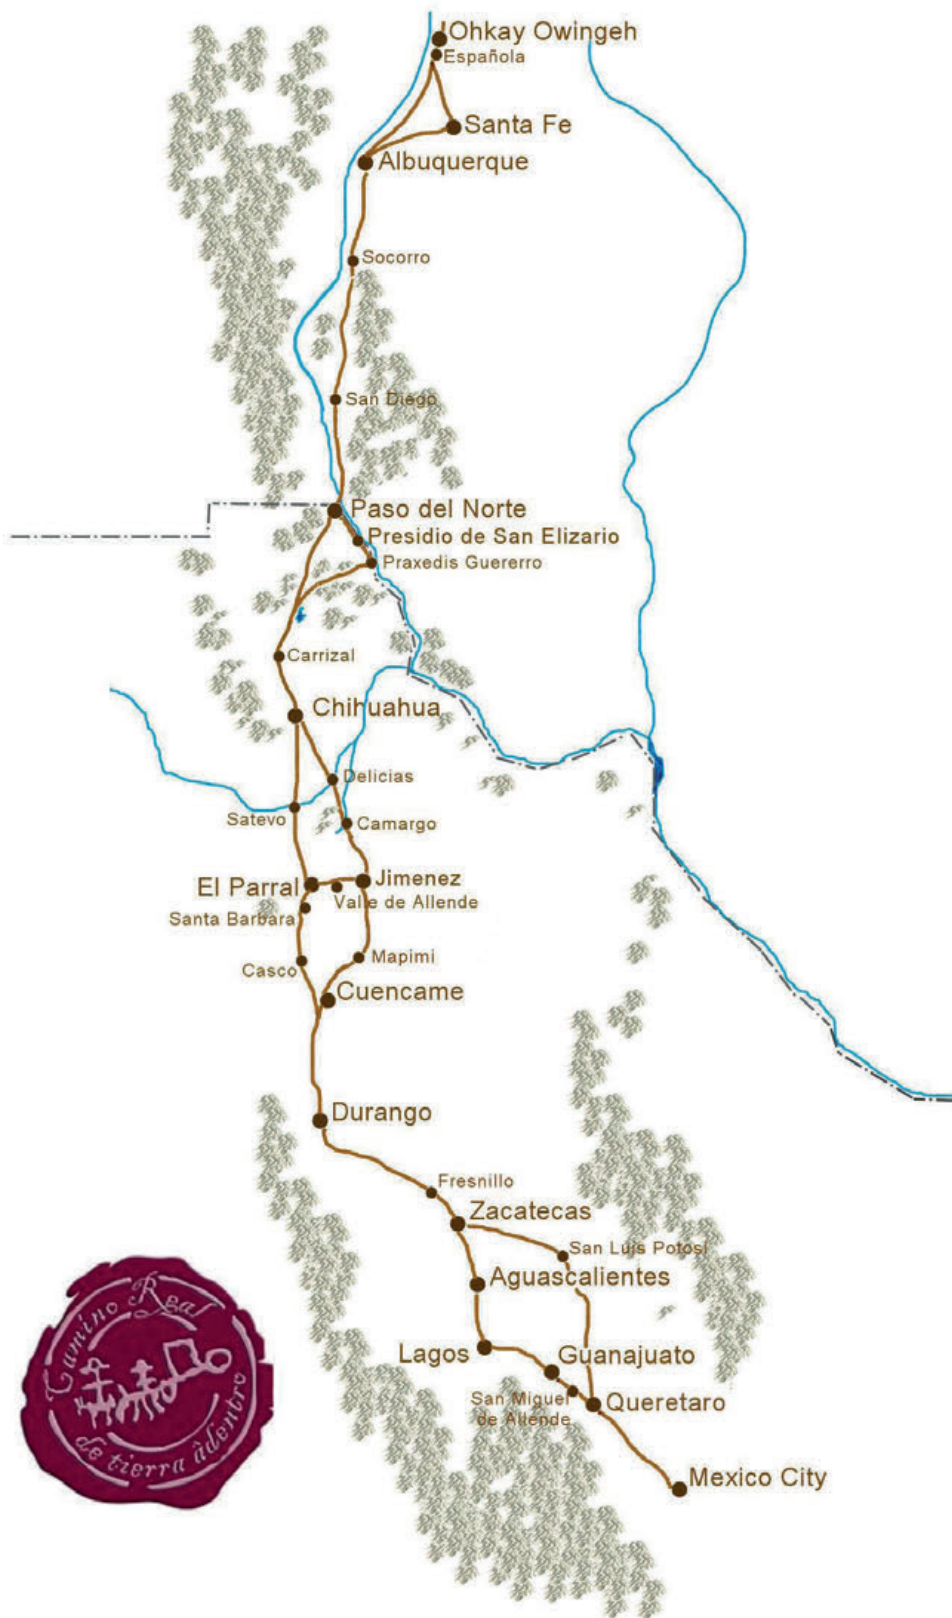 Ohkay Owingeh
Española
Santa Fe
Albuquerque
Socorro
San Diego
Paso del Norte
Presidio de San Elizario
Praxedis Guererro
Carrizal
Chihuahua
Delicias
Satevo
Camargo
El Parral
Jimenez
Valle de Allende
Santa Barbara
Casco
Mapimi
Cuencame
Durango
Fresnillo
Zacatecas
San Luis Potosi
Aguascalientes
Lagos
Guanajuato
San Miguel
de Allende
Queretaro
Mexico City
Camino Real
de tierra âdentro